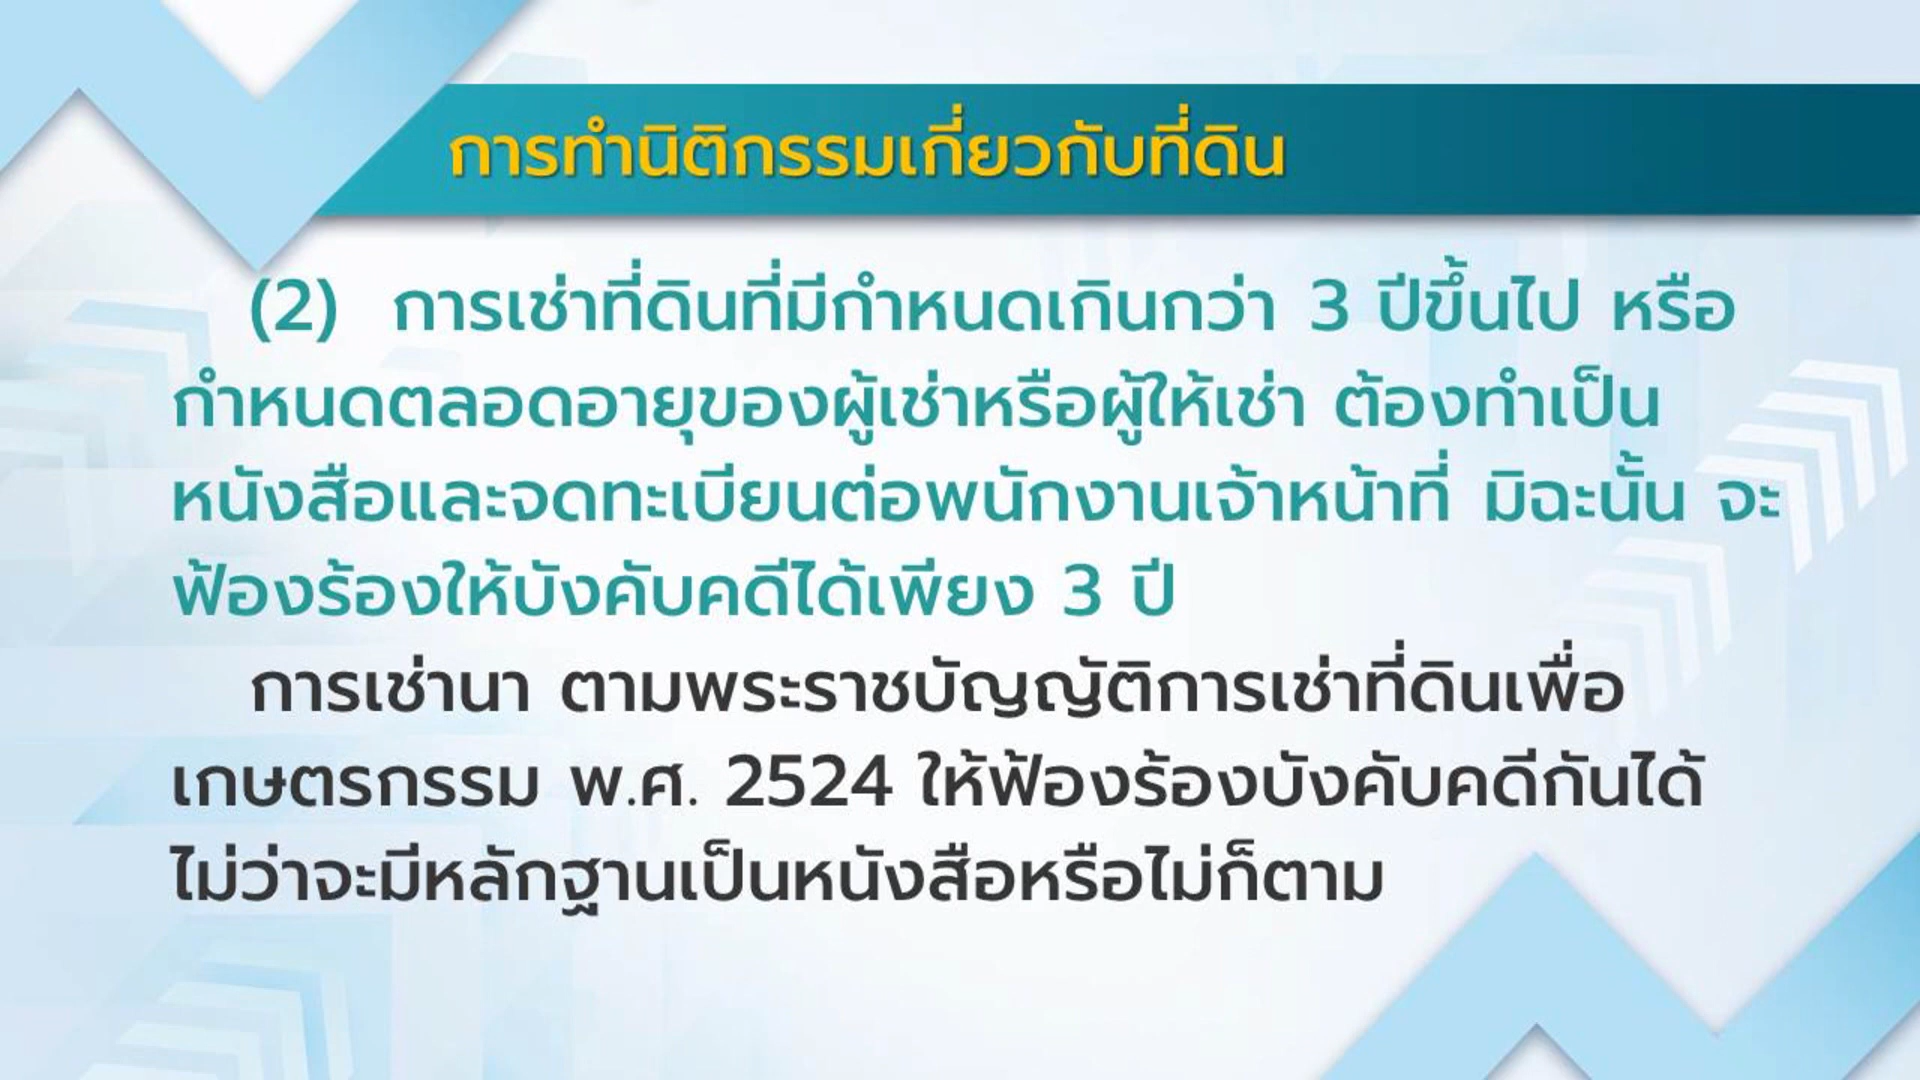 การทำนิติกรรมเกี่ยวกับที่ดิน
(2) การเช่าที่ดินที่มีกำหนดเกินกว่า 3 ปีขึ้นไป หรือ
กำหนดตลอดอายุของผู้เช่าหรือผู้ให้เช่า ต้องทำเป็น
หนังสือและจดทะเบียนต่อพนักงานเจ้าหน้าที่ มิฉะนั้น จะ
ฟ้องร้องให้บังคับคดีได้เพียง 3 ปี
การเช่านา ตามพระราชบัญญัติการเช่าที่ดินเพื่อ
เกษตรกรรม พ.ศ. 2524 ให้ฟ้องร้องบังคับคดีกันได้
ไม่ว่าจะมีหลักฐานเป็นหนังสือหรือไม่ก็ตาม